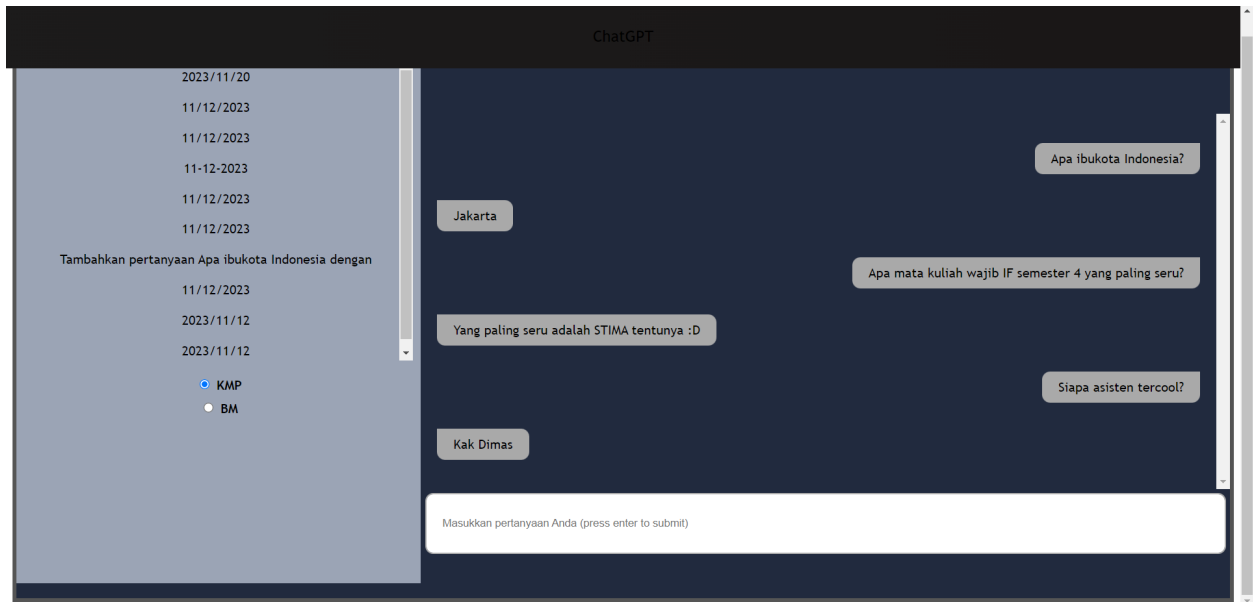 ChatGPT
2023/11/20
11/12/2023
11/12/2023
11-12-2023
11/12/2023
11/12/2023
Tambahkan pertanyaan Apa ibukota Indonesia dengan
11/12/2023
2023/11/12
2023/11/12
KMP
BM
Apa ibukota Indonesia?
Jakarta
Apa mata kuliah wajib IF semester 4 yang paling seru?
Yang paling seru adalah STIMA tentunya :D
Siapa asisten tercool?
Kak Dimas
Masukkan pertanyaan Anda (press enter to submit)